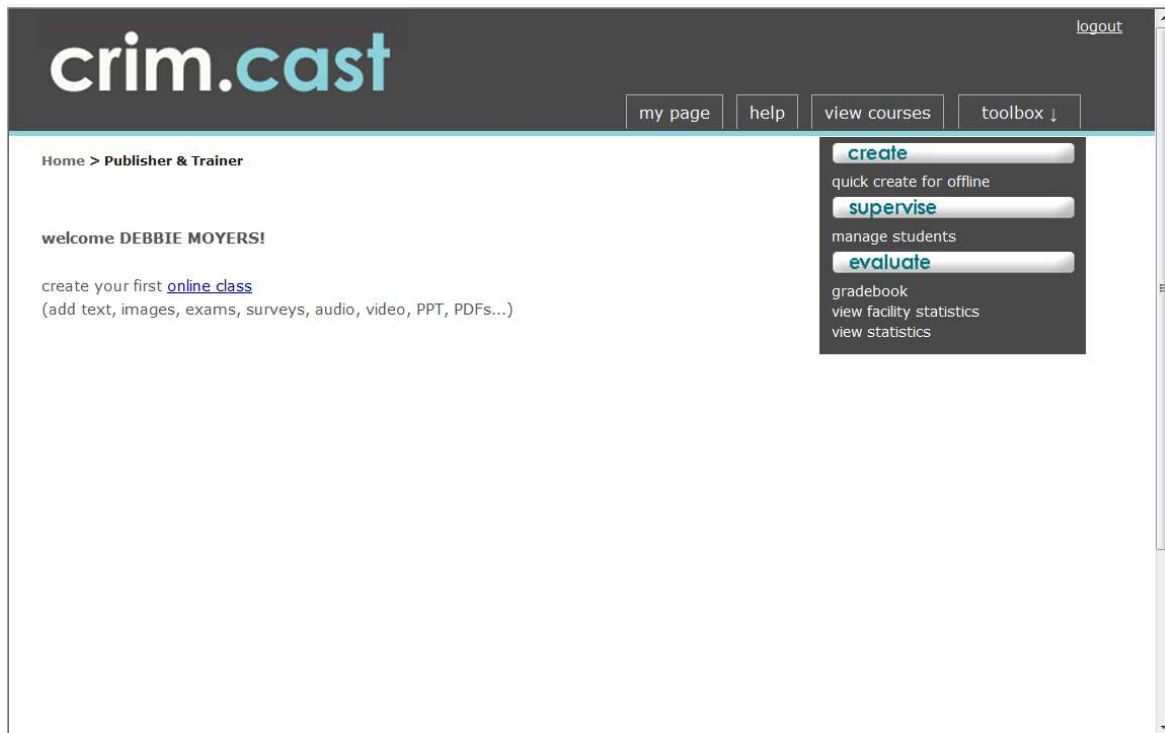 logout
crim.cast
my page help view courses toolbox ↓
Home > Publisher & Trainer
create
quick create for offline
supervise
manage students
evaluate
gradebook
view facility statistics
view statistics
welcome DEBBIE MOYERS!
create your first online class
(add text, images, exams, surveys, audio, video, PPT, PDFs...)